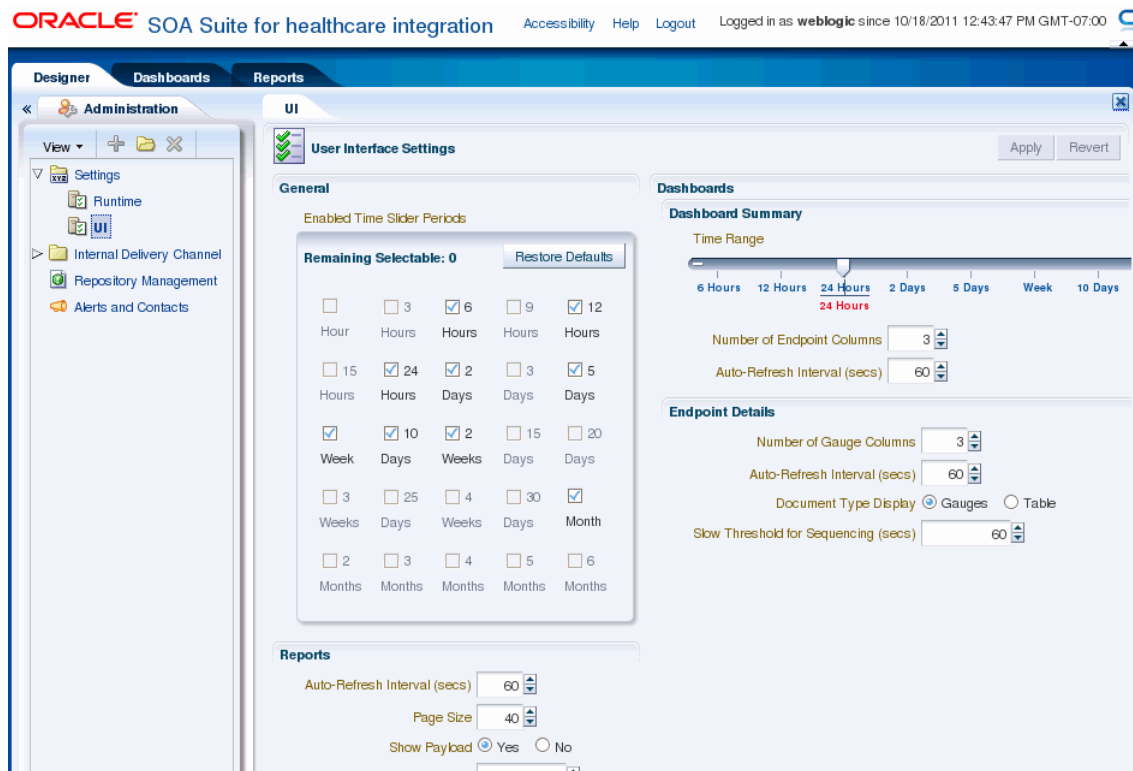 ORACLE SOA Suite for healthcare integration Accessibility Help Logout Logged in as weblogic since 10/18/2011 12:43:47 PM GMT-07:00
Designer Dashboards Reports
« Administration
View
XYZ Settings
Runtime
UI
Internal Delivery Channel
Repository Management
Alerts and Contacts
UI
User Interface Settings Apply Revert
General
Enabled Time Slider Periods
Remaining Selectable: 0 Restore Defaults
Hour 3 Hours 6 Hours 9 Hours 12 Hours
15 Hours 24 Hours 2 Days 3 Days 5 Days
Week 10 Days 2 Weeks 15 Days 20 Days
3 Weeks 25 Days 4 Weeks 30 Days Month
2 Months 3 Months 4 Months 5 Months 6 Months
Reports
Auto-Refresh Interval (secs) 60
Page Size 40
Show Payload Yes No
Dashboards
Dashboard Summary
Time Range
6 Hours 12 Hours 24 Hours 2 Days 5 Days Week 10 Days
24 Hours
Number of Endpoint Columns 3
Auto-Refresh Interval (secs) 60
Endpoint Details
Number of Gauge Columns 3
Auto-Refresh Interval (secs) 60
Document Type Display Gauges Table
Slow Threshold for Sequencing (secs) 60